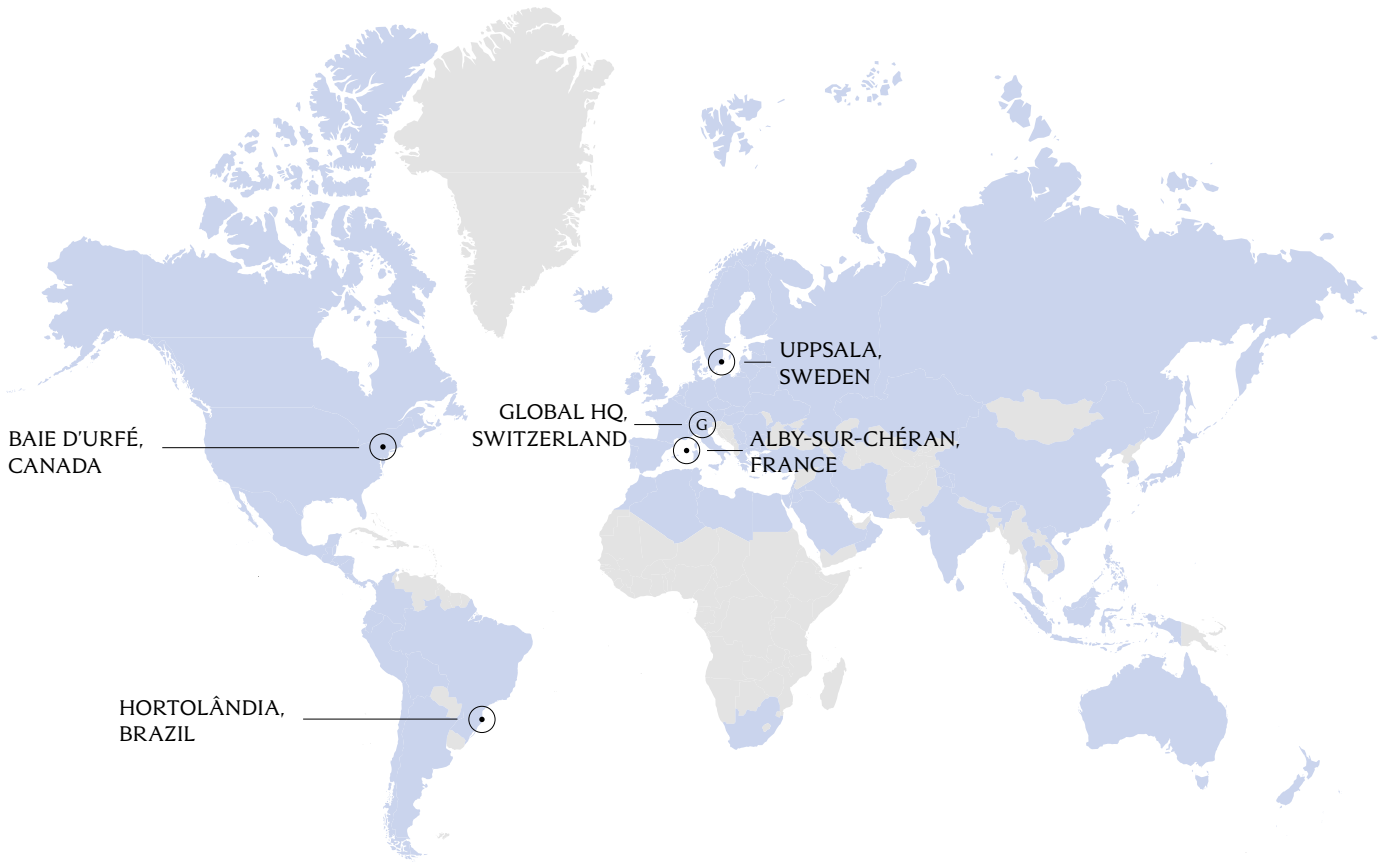 UPPSALA,
SWEDEN
GLOBAL HQ,
SWITZERLAND
G
BAIE D'URFÉ,
CANADA
ALBY-SUR-CHÉRAN,
FRANCE
HORTOLÂNDIA,
BRAZIL